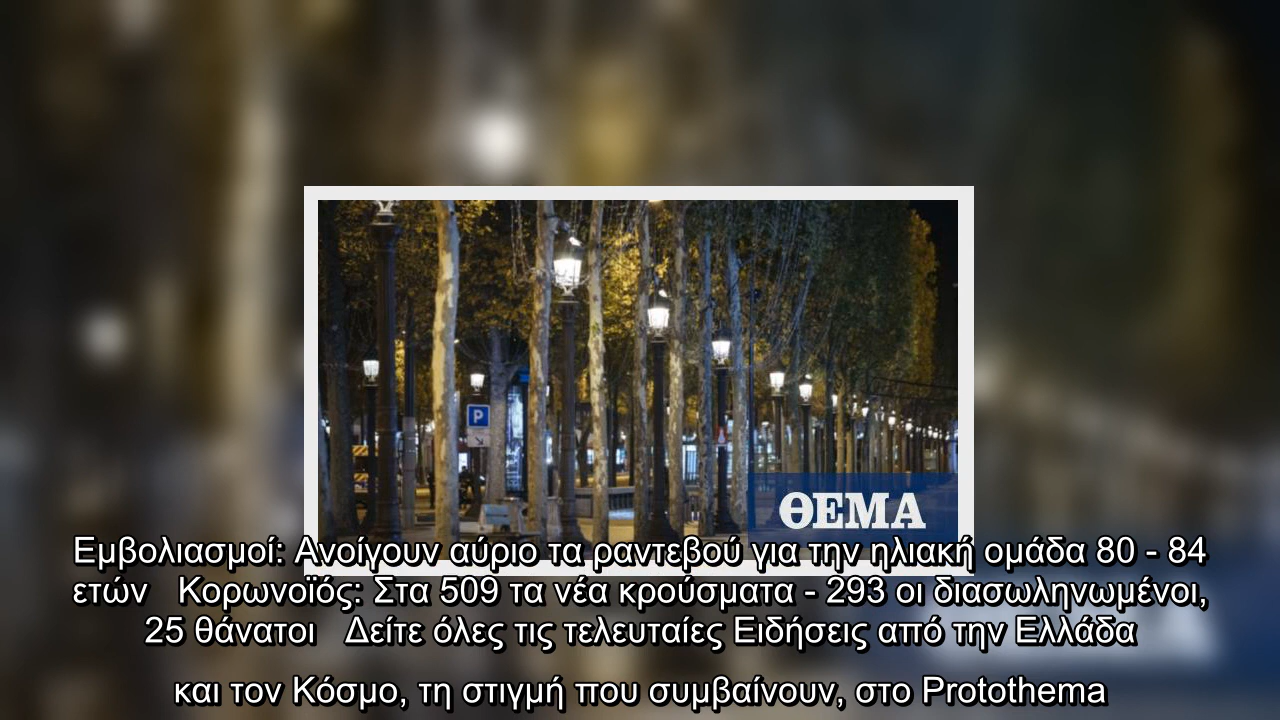 P
ΘΕΜΑ
Εμβολιασμοί: Ανοίγουν αύριο τα ραντεβού για την ηλιακή ομάδα 80 - 84
ετών Κορωνοϊός: Στα 509 τα νέα κρούσματα - 293 οι διασωληνωμένοι,
25 θάνατοι Δείτε όλες τις τελευταίες Ειδήσεις από την Ελλάδα
και τον Κόσμο, τη στιγμή που συμβαίνουν, στο Protothema